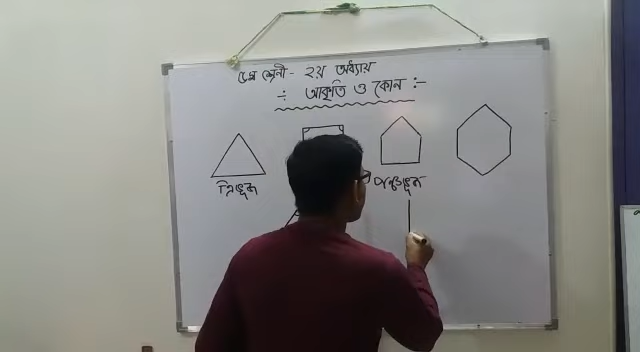 ৫ম শ্রেনী - ২য় অধ্যায়
÷ আকৃতি ও কোন :-
ত্রিভূজ
পঞ্চভূজ